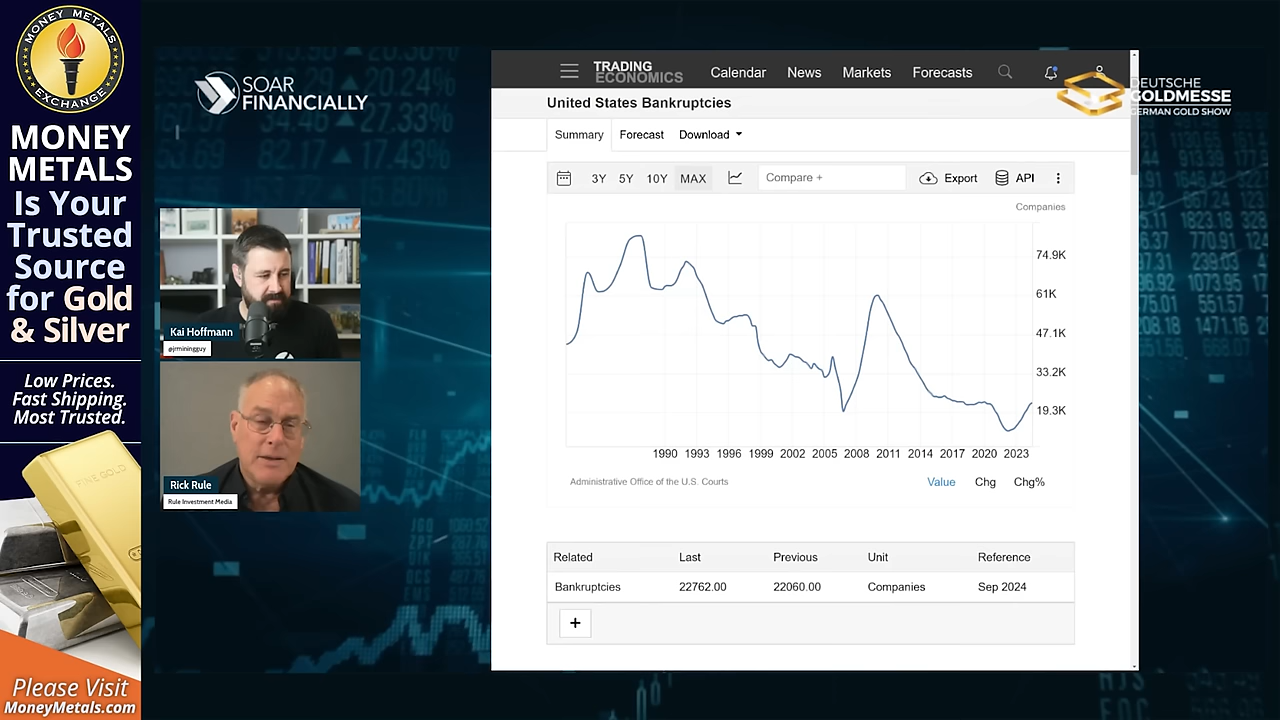 MONEY METALS
EXCHANGE
MONEY
METALS
Is Your
Trusted
Source
for Gold
& Silver
Low Prices.
Fast Shipping.
Most Trusted.
FINE GOLD
Please Visit
MoneyMetals.com
SOAR
FINANCIALLY
Kai Hoffmann
@jrminingguy
Rick Rule
Rule Investment Media
TRADING
ECONOMICS
Calendar News Markets Forecasts
DEUTSCHE
GOLDMESSE
GERMAN GOLD SHOW
United States Bankruptcies
Summary Forecast Download
3Y 5Y 10Y MAX Compare + Export API
Companies
74.9K
61K
47.1K
33.2K
19.3K
1990 1993 1996 1999 2002 2005 2008 2011 2014 2017 2020 2023
Administrative Office of the U.S. Courts Value Chg Chg%
Related Last Previous Unit Reference
Bankruptcies 22762.00 22060.00 Companies Sep 2024
+